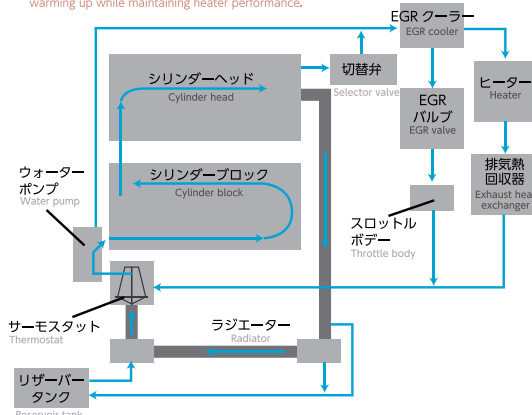 warming up while maintaining heater performance.
EGR クーラー
EGR cooler
シリンダーヘッド
Cylinder head
切替弁
Selector valve
EGR
バルブ
EGR valve
ヒーター
Heater
ウォーター
ポンプ
Water pump
シリンダーブロック
Cylinder block
排気熱
回収器
Exhaust heat
exchanger
スロットル
ボデー
Throttle body
サーモスタット
Thermostat
ラジエーター
Radiator
リザーバー
タンク
Reservoir tank